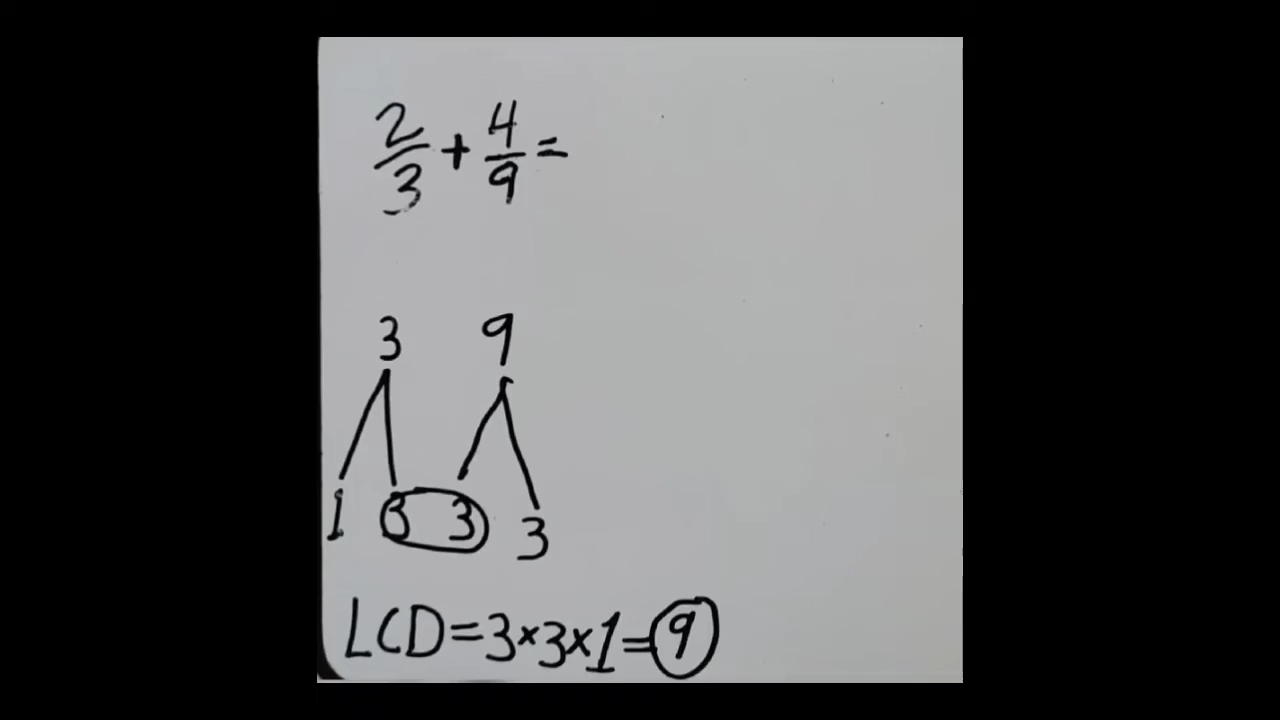 2/3 + 4/9 =
3 9
1 3 3 3
LCD=3×3×1=9